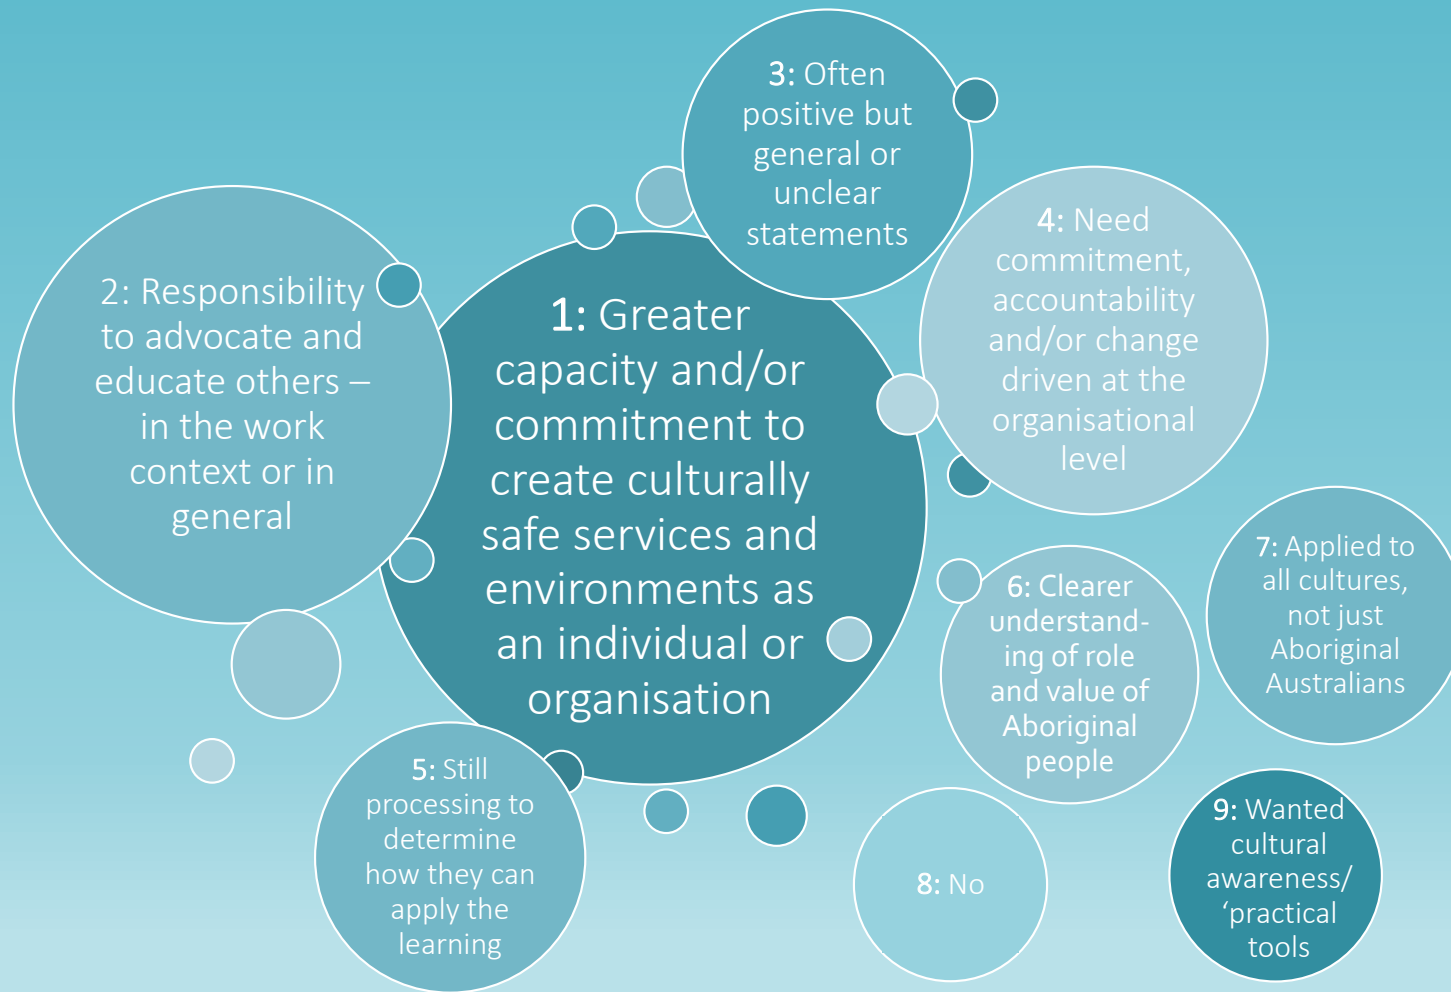 1: Greater
capacity and/or
commitment to
create culturally
safe services and
environments as
an individual or
organisation
2: Responsibility
to advocate and
educate others –
in the work
context or in
general
3: Often
positive but
general or
unclear
statements
4: Need
commitment,
accountability
and/or change
driven at the
organisational
level
5: Still
processing to
determine
how they can
apply the
learning
6: Clearer
understand-
ing of role
and value of
Aboriginal
people
7: Applied to
all cultures,
not just
Aboriginal
Australians
8: No
9: Wanted
cultural
awareness/
‘practical
tools